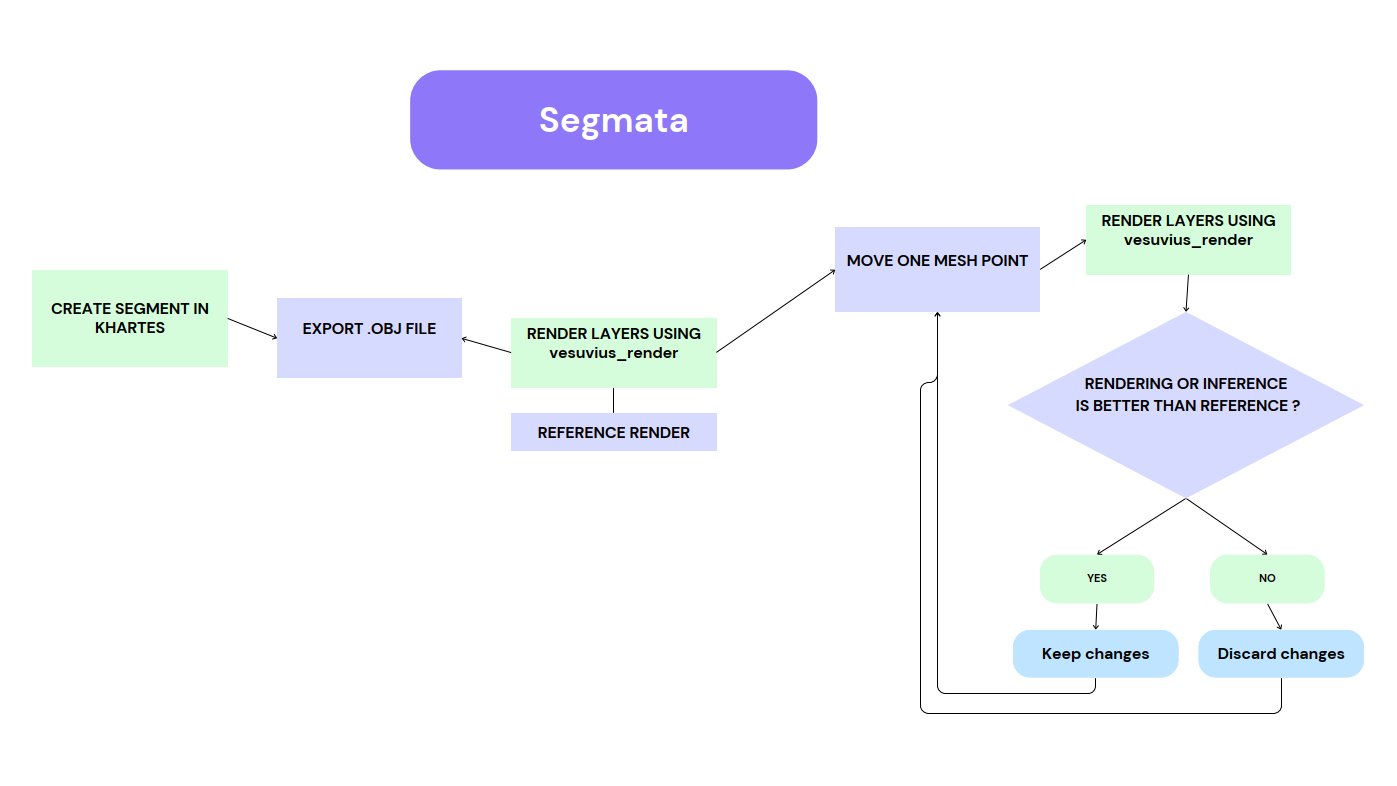 Segmata
CREATE SEGMENT IN
KHARTES
EXPORT .OBJ FILE
RENDER LAYERS USING
vesuvius_render
REFERENCE RENDER
MOVE ONE MESH POINT
RENDER LAYERS USING
vesuvius_render
RENDERING OR INFERENCE
IS BETTER THAN REFERENCE ?
YES
NO
Keep changes
Discard changes